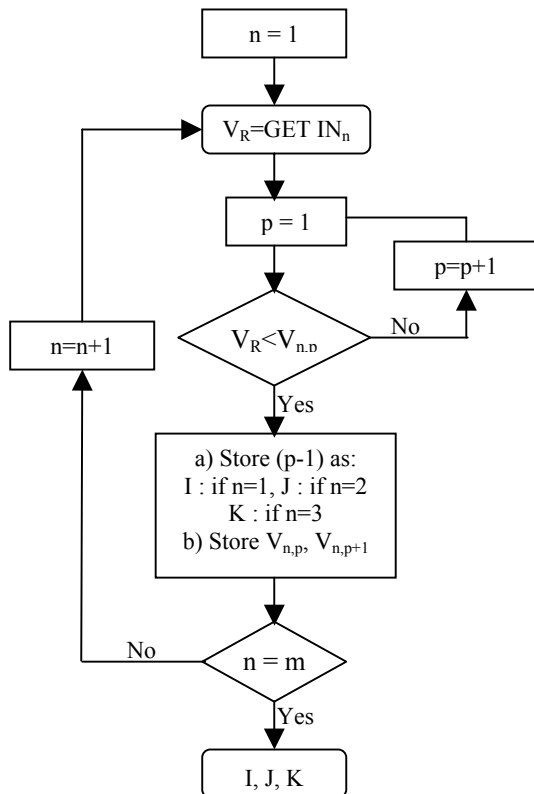 n = 1
V_R=GET IN_n
p = 1
p=p+1
n=n+1
V_R<V_n,p
No
Yes
a) Store (p-1) as:
I : if n=1, J : if n=2
K : if n=3
b) Store V_n,p, V_n,p+1
No
n = m
Yes
I, J, K